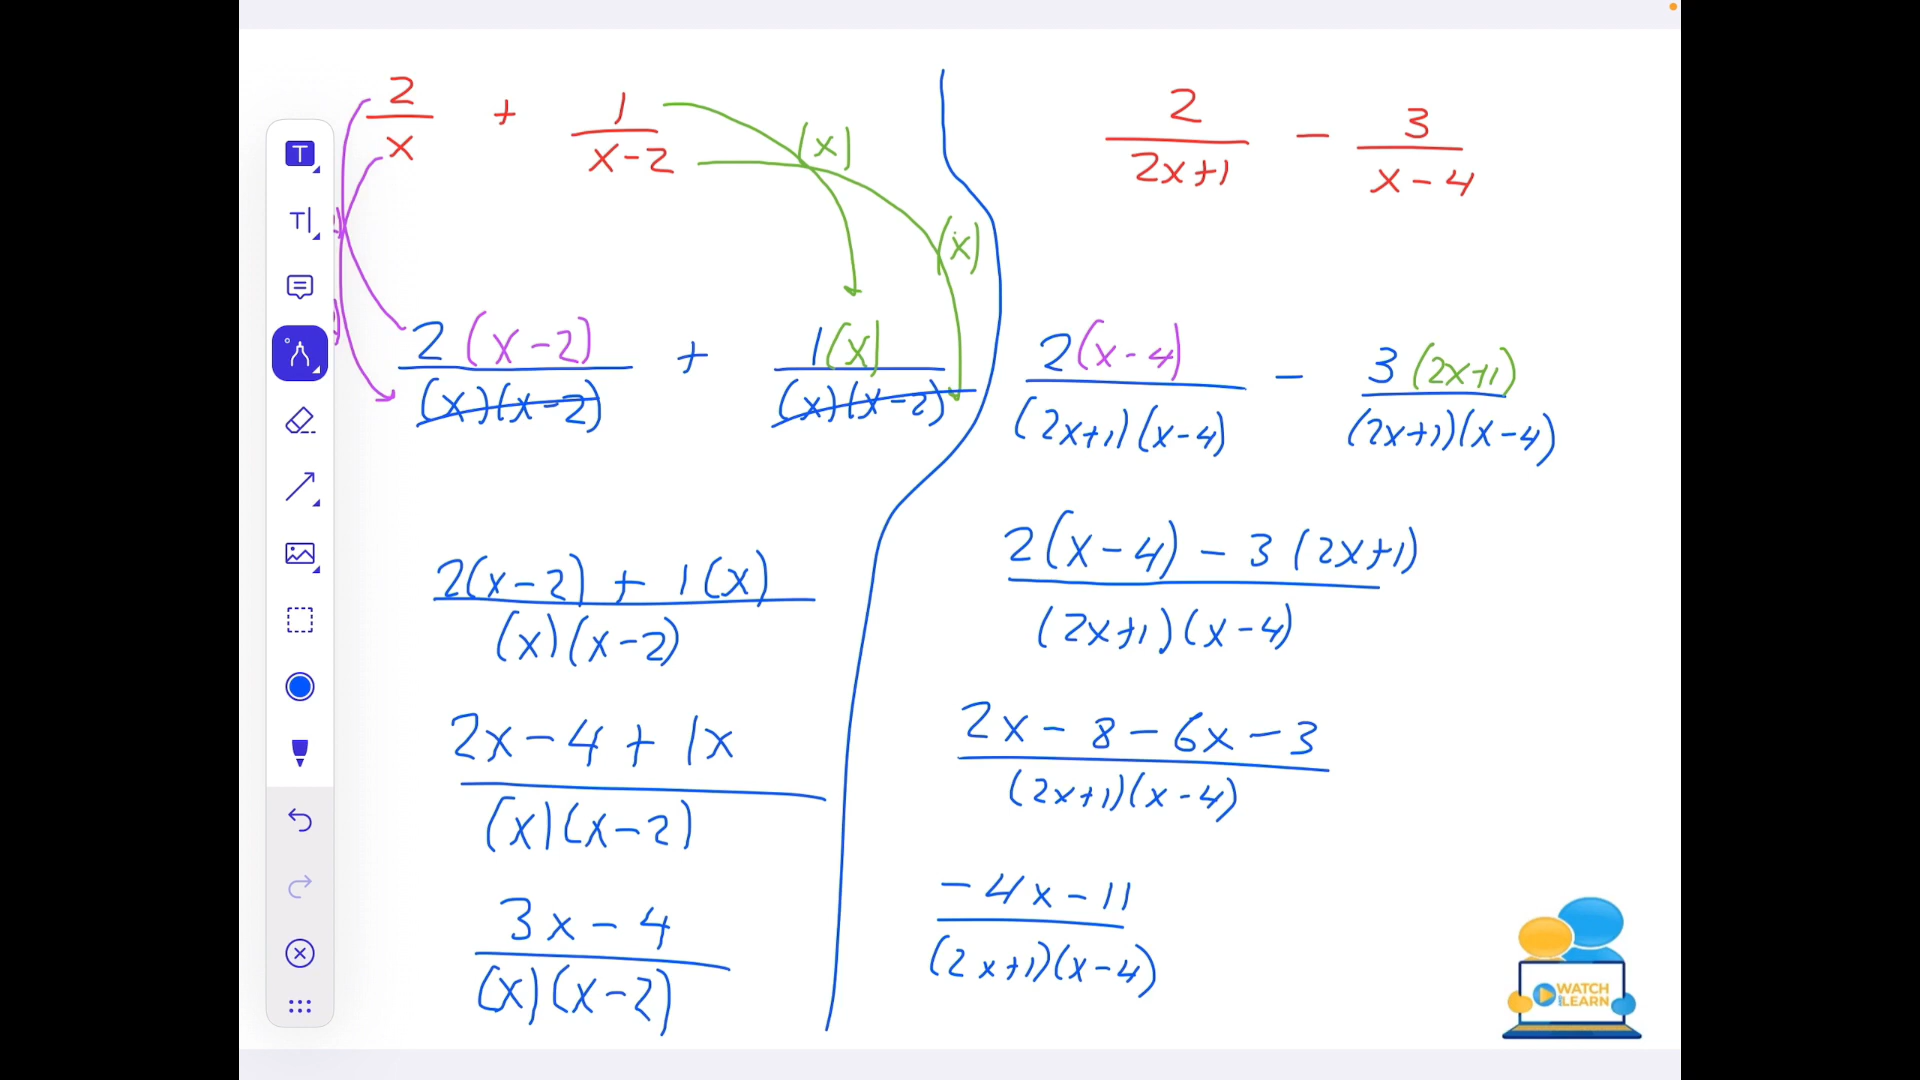 2/x + 1/(x-2)
(x)
(x)
2(x-2)/(x)(x-2) + 1(x)/(x)(x-2)
2(x-2) + 1(x)
(x)(x-2)
2x-4+1x
(x)(x-2)
3x-4
(x)(x-2)
2/(2x+1) - 3/(x-4)
2(x-4)/(2x+1)(x-4) - 3(2x+1)/(2x+1)(x-4)
2(x-4) - 3(2x+1)
(2x+1)(x-4)
2x-8-6x-3
(2x+1)(x-4)
-4x-11
(2x+1)(x-4)
T
T
WATCH
LEARN